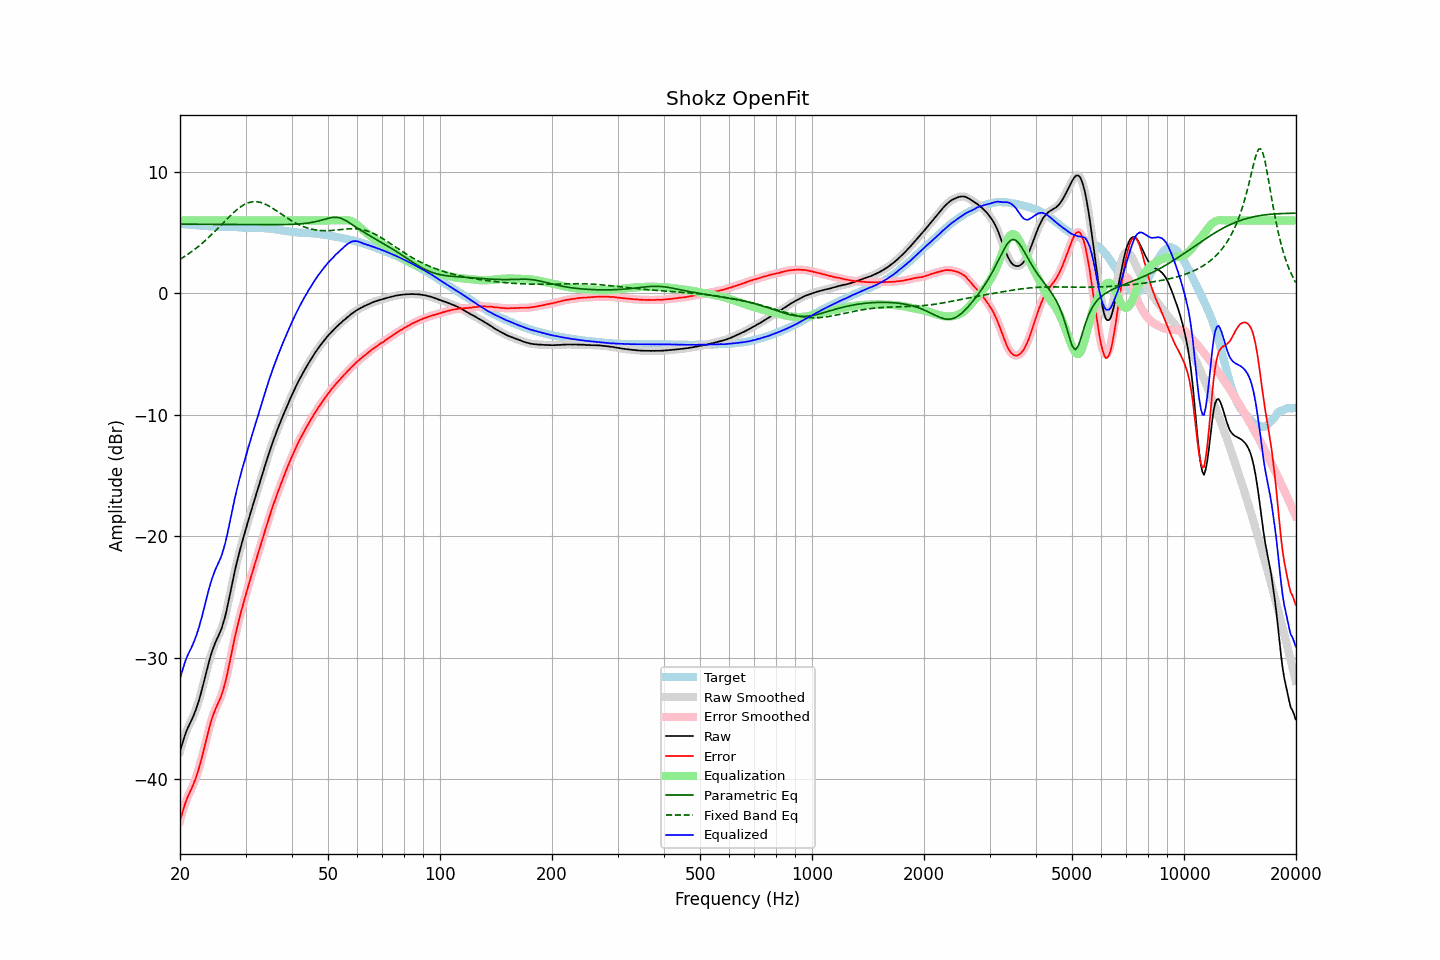 Shokz OpenFit
Amplitude (dBr)
10
0
−10
−20
−30
−40
Target
Raw Smoothed
Error Smoothed
Raw
Error
Equalization
Parametric Eq
Fixed Band Eq
Equalized
20 50 100 200 500 1000 2000 5000 10000 20000
Frequency (Hz)